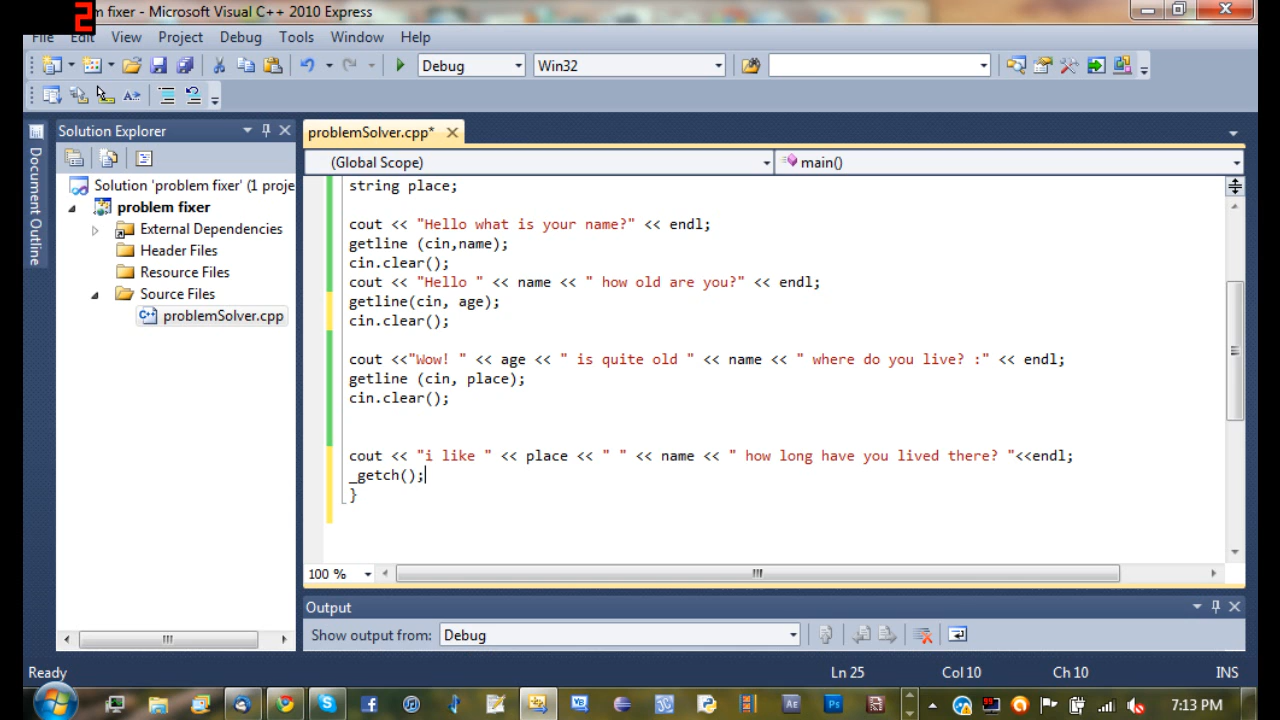 2
m fixer - Microsoft Visual C++ 2010 Express
File Edit View Project Debug Tools Window Help
Debug Win32
Solution Explorer
problemSolver.cpp*
(Global Scope) main()
Document Outline
Solution 'problem fixer' (1 proje
problem fixer
External Dependencies
Header Files
Resource Files
Source Files
problemSolver.cpp
string place;
cout << "Hello what is your name?" << endl;
getline (cin,name);
cin.clear();
cout << "Hello " << name << " how old are you?" << endl;
getline(cin, age);
cin.clear();
cout <<"Wow! " << age << " is quite old " << name << " where do you live? :" << endl;
getline (cin, place);
cin.clear();
cout << "i like " << place << " " << name << " how long have you lived there? "<<endl;
_getch();
}
100 %
Output
Show output from: Debug
Ready Ln 25 Col 10 Ch 10 INS
7:13 PM